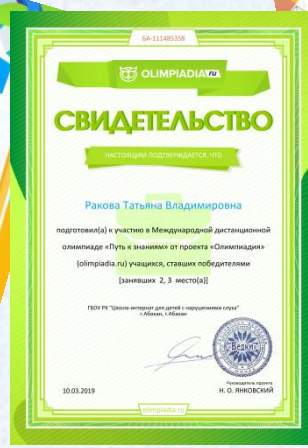 6A-111485358
OLIMPIADIA.ru
СВИДЕТЕЛЬСТВО
НАСТОЯЩИМ ПОДТВЕРЖДАЕТСЯ, ЧТО
Ракова Татьяна Владимировна
подготовил(а) к участию в Международной дистанционной
олимпиаде «Путь к знаниям» от проекта «Олимпиадия»
(olimpiadia.ru) учащихся, ставших победителями
[занявших 2, 3 место(а)]
ГБОУ РХ "Школа-интернат для детей с нарушениями слуха"
г.Абакан, г.Абакан
Ведки
10.03.2019
Руководитель проекта
Н. О. ЯНКОВСКИЙ
olimpiadia.ru